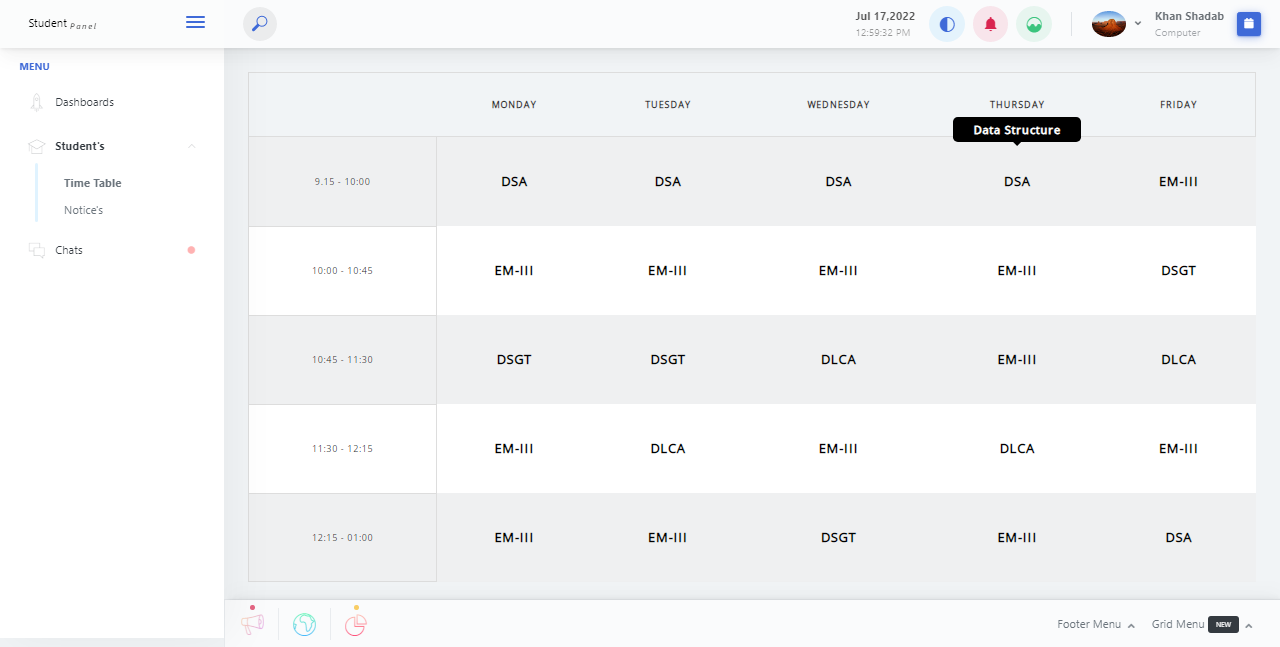 Student Panel
Jul 17,2022
12:59:32 PM
Khan Shadab
Computer
MENU
Dashboards
Student's
Time Table
Notice's
Chats
MONDAY TUESDAY WEDNESDAY THURSDAY FRIDAY
Data Structure
9.15 - 10:00 DSA DSA DSA DSA EM-III
10:00 - 10:45 EM-III EM-III EM-III EM-III DSGT
10:45 - 11:30 DSGT DSGT DLCA EM-III DLCA
11:30 - 12:15 EM-III DLCA EM-III DLCA EM-III
12:15 - 01:00 EM-III EM-III DSGT EM-III DSA
Footer Menu Grid Menu NEW